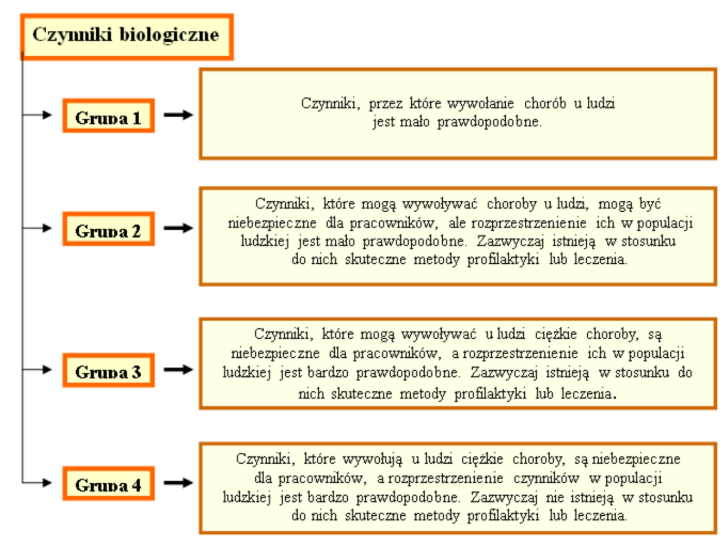 Czynniki biologiczne
Grupa 1
Czynniki, przez które wywołanie chorób u ludzi
jest mało prawdopodobne.
Grupa 2
Czynniki, które mogą wywoływać choroby u ludzi, mogą być
niebezpieczne dla pracowników, ale rozprzestrzenienie ich w populacji
ludzkiej jest mało prawdopodobne. Zazwyczaj istnieją w stosunku
do nich skuteczne metody profilaktyki lub leczenia.
Grupa 3
Czynniki, które mogą wywoływać u ludzi ciężkie choroby, są
niebezpieczne dla pracowników, a rozprzestrzenienie ich w populacji
ludzkiej jest bardzo prawdopodobne. Zazwyczaj istnieją w stosunku do
nich skuteczne metody profilaktyki lub leczenia.
Grupa 4
Czynniki, które wywołują u ludzi ciężkie choroby, są niebezpieczne
dla pracowników, a rozprzestrzenienie czynników w populacji
ludzkiej jest bardzo prawdopodobne. Zazwyczaj nie istnieją w stosunku
do nich skuteczne metody profilaktyki lub leczenia.